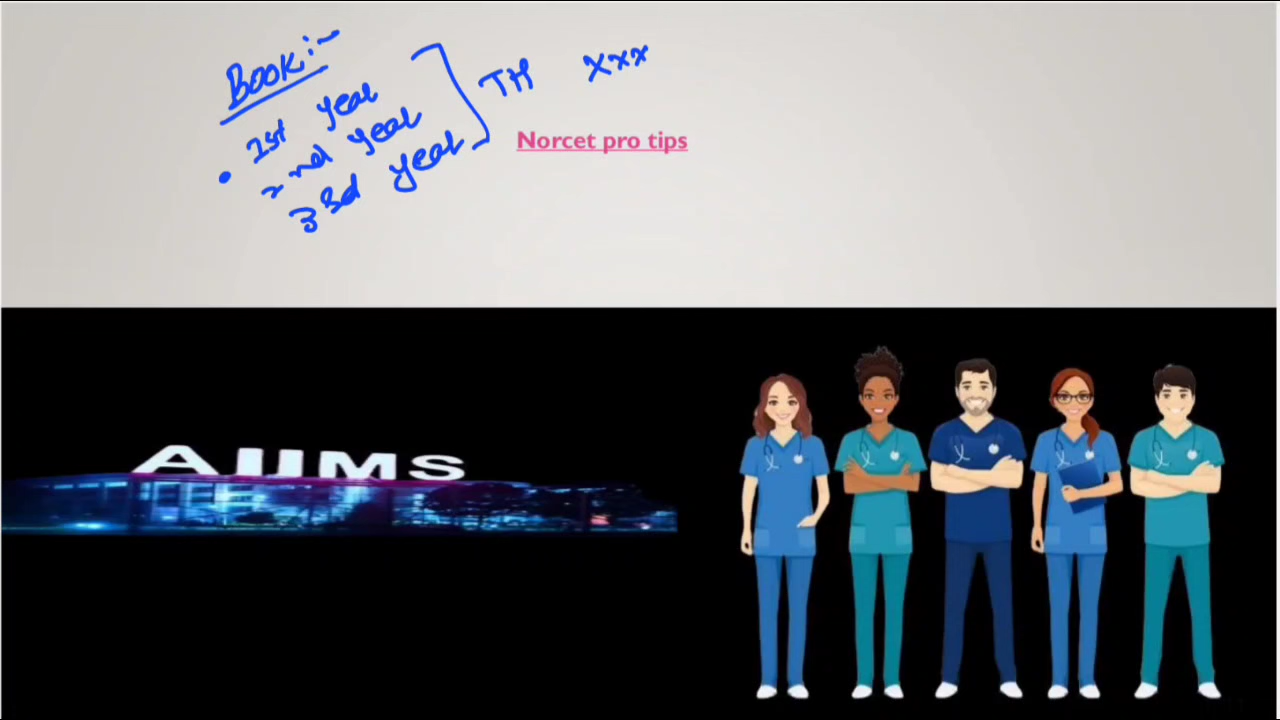 Book:-
1st year
2nd year
3rd year
TH xxx
Norcet pro tips
AIIMS